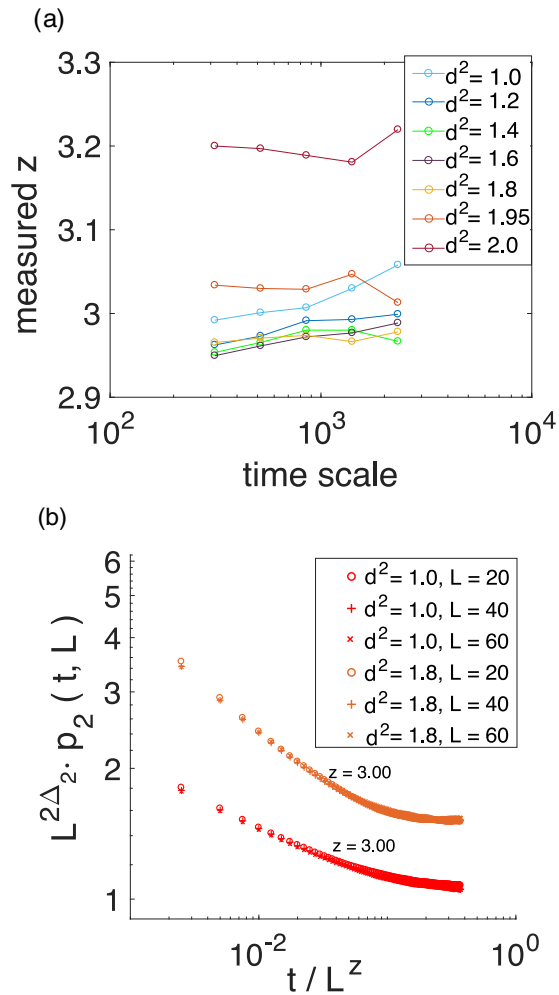 (a)
3.3
3.2
3.1
3
2.9
measured z
10²
10³
10⁴
time scale
d²= 1.0
d²= 1.2
d²= 1.4
d²= 1.6
d²= 1.8
d²= 1.95
d²= 2.0
(b)
6
5
4
3
2
1
L^{2Δ₂}· p₂ ( t, L )
d²= 1.0, L = 20
d²= 1.0, L = 40
d²= 1.0, L = 60
d²= 1.8, L = 20
d²= 1.8, L = 40
d²= 1.8, L = 60
z = 3.00
z = 3.00
10⁻²
10⁰
t / L^z